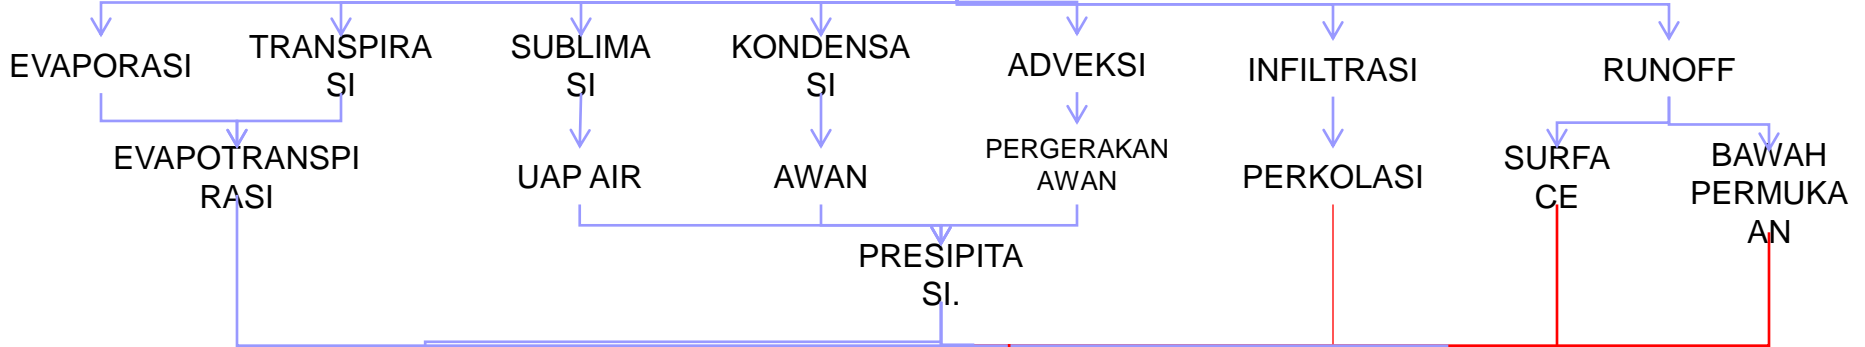 EVAPORASI
TRANSPIRA
SI
SUBLIMA
SI
KONDENSA
SI
ADVEKSI
INFILTRASI
RUNOFF
EVAPOTRANSPI
RASI
UAP AIR
AWAN
PERGERAKAN
AWAN
PERKOLASI
SURFA
CE
BAWAH
PERMUKA
AN
PRESIPITA
SI.